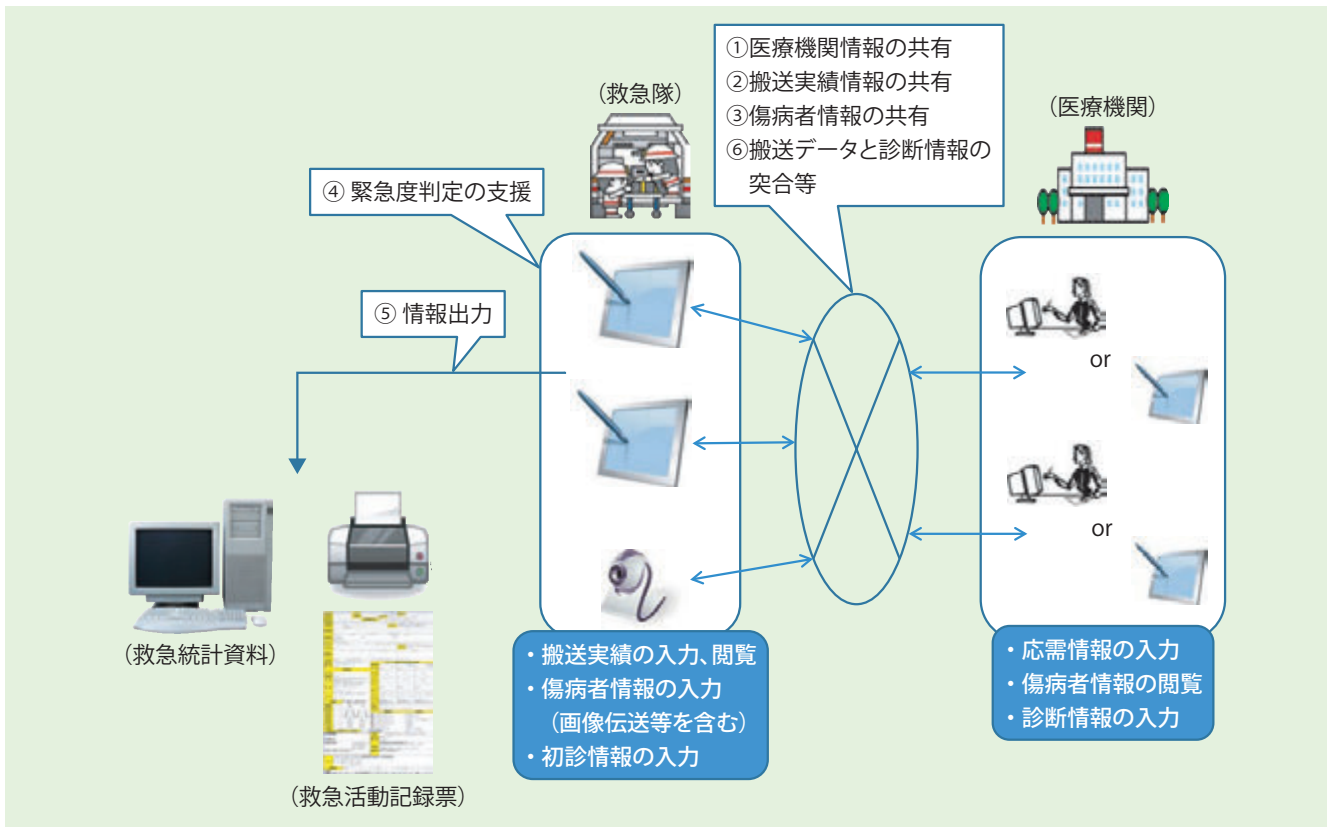 ①医療機関情報の共有
②搬送実績情報の共有
③傷病者情報の共有
⑥搬送データと診断情報の
突合等
（救急隊）
（医療機関）
④ 緊急度判定の支援
⑤ 情報出力
or
or
（救急統計資料）
（救急活動記録票）
・搬送実績の入力、閲覧
・傷病者情報の入力
（画像伝送等を含む）
・初診情報の入力
・応需情報の入力
・傷病者情報の閲覧
・診断情報の入力